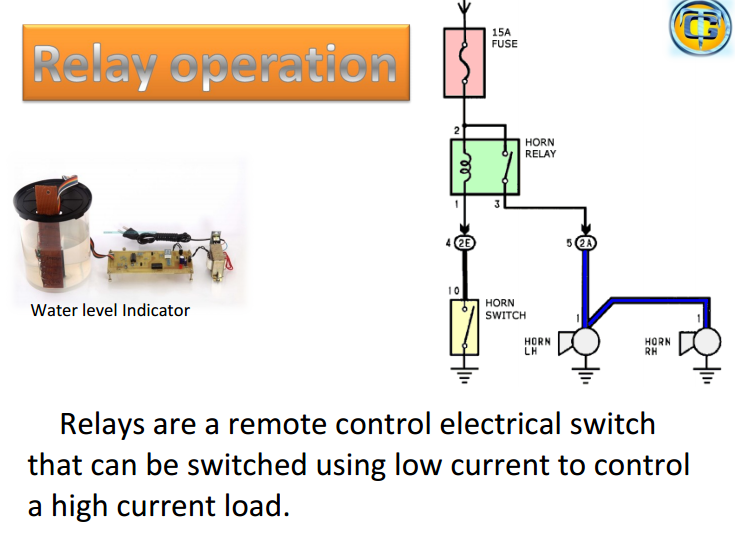 Relay operation
15A
FUSE
2
HORN
RELAY
1
3
4 2E
5 2A
10
HORN
SWITCH
1
1
HORN
LH
HORN
RH
Water level Indicator
Relays are a remote control electrical switch
that can be switched using low current to control
a high current load.